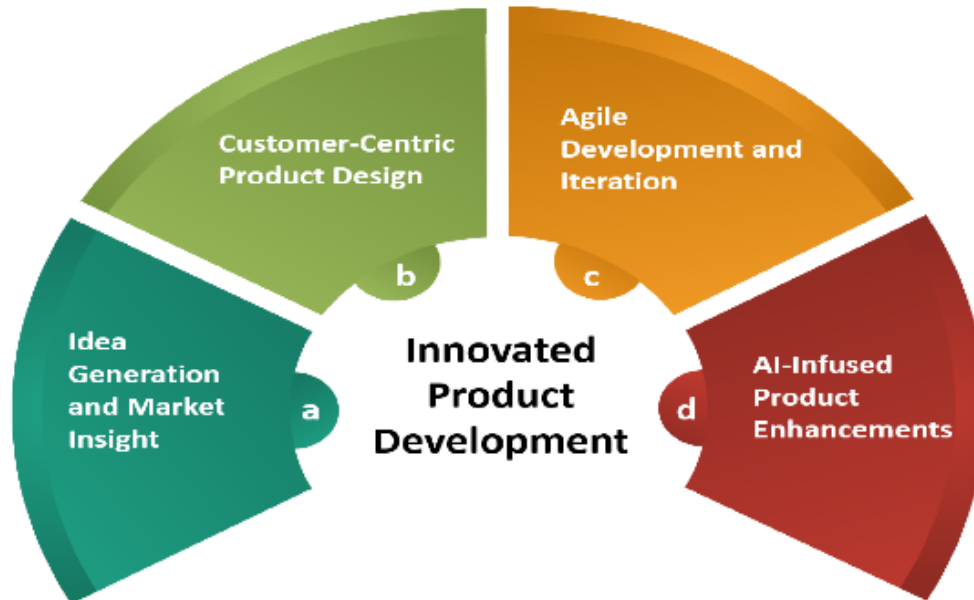 Idea
Generation
and Market
Insight
a
Customer-Centric
Product Design
b
Agile
Development and
Iteration
c
AI-Infused
Product
Enhancements
d
Innovated
Product
Development